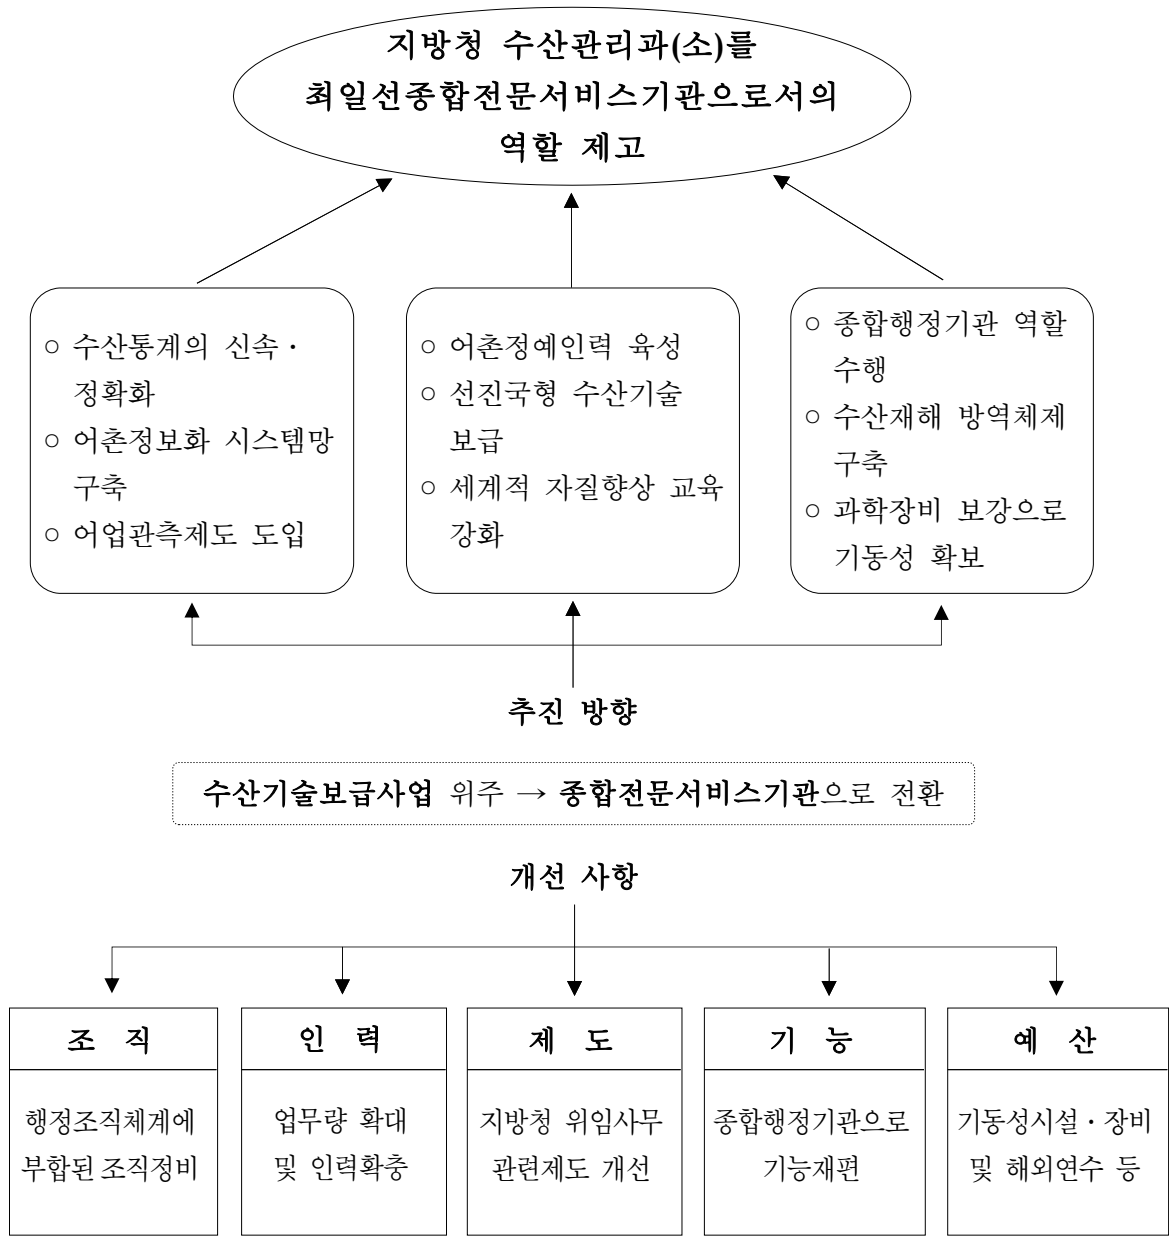 지방청 수산관리과(소)를
최일선종합전문서비스기관으로서의
역할 제고
○ 수산통계의 신속·
정확화
○ 어촌정보화 시스템망
구축
○ 어업관측제도 도입
○ 어촌정예인력 육성
○ 선진국형 수산기술
보급
○ 세계적 자질향상 교육
강화
○ 종합행정기관 역할
수행
○ 수산재해 방역체제
구축
○ 과학장비 보강으로
기동성 확보
추진 방향
수산기술보급사업 위주 → 종합전문서비스기관으로 전환
개선 사항
조 직
행정조직체계에
부합된 조직정비
인 력
업무량 확대
및 인력확충
제 도
지방청 위임사무
관련제도 개선
기 능
종합행정기관으로
기능재편
예 산
기동성시설·장비
및 해외연수 등